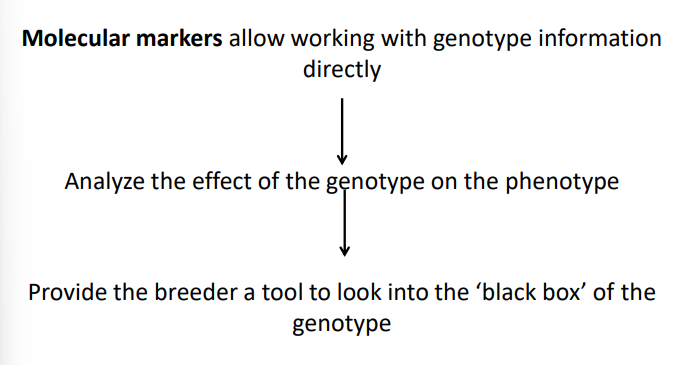 Molecular markers allow working with genotype information
directly
Analyze the effect of the genotype on the phenotype
Provide the breeder a tool to look into the ‘black box’ of the
genotype